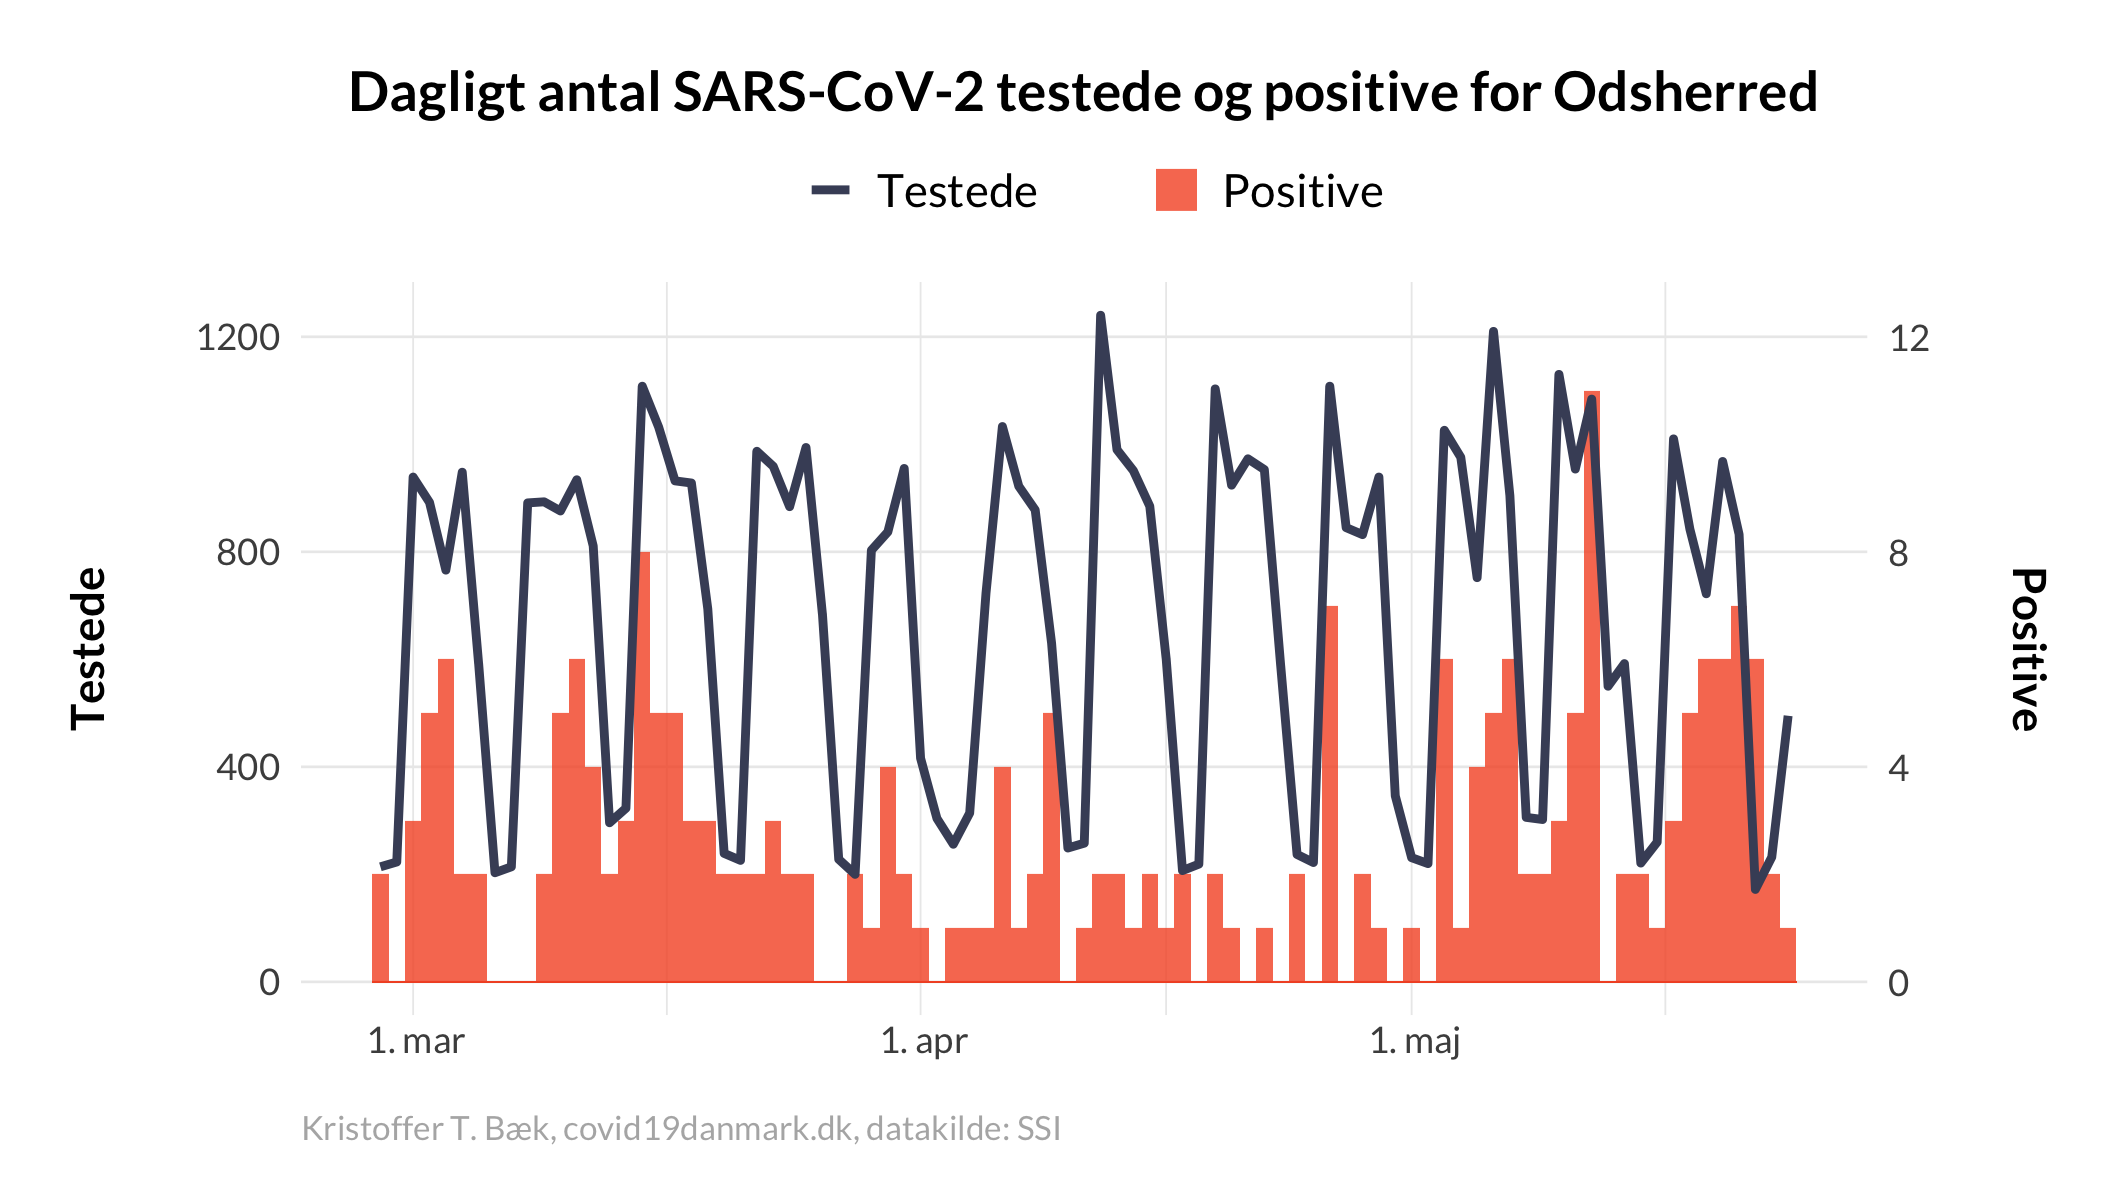 Dagligt antal SARS-CoV-2 testede og positive for Odsherred
Testede
Positive
1200
800
400
0
12
8
4
0
Testede
Positive
1. mar
1. apr
1. maj
Kristoffer T. Bæk, covid19danmark.dk, datakilde: SSI